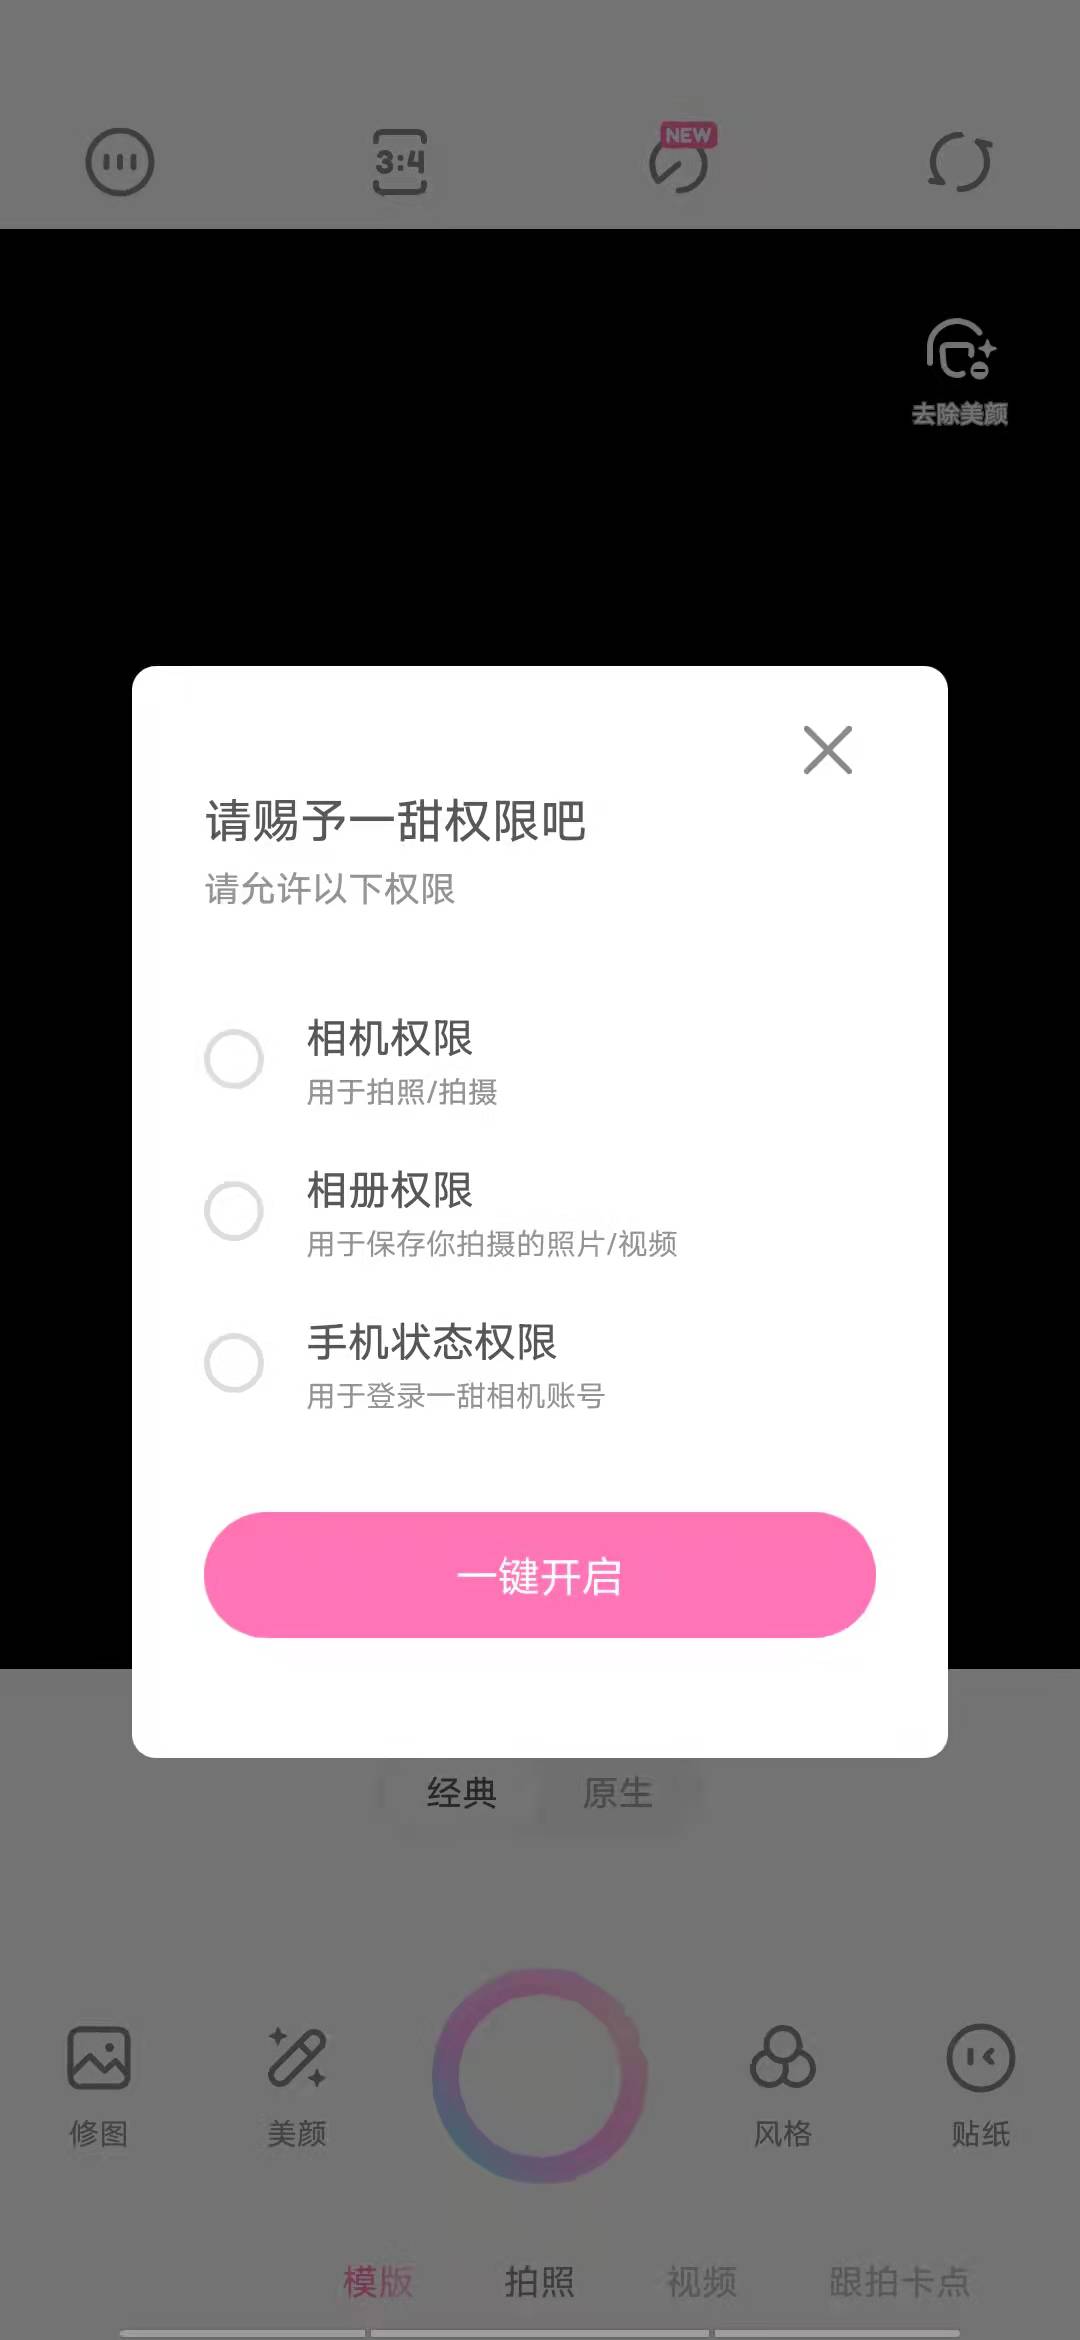 3:4
NEW
去除美颜
请赐予一甜权限吧
请允许以下权限
相机权限
用于拍照/拍摄
相册权限
用于保存你拍摄的照片/视频
手机状态权限
用于登录一甜相机账号
一键开启
经典 原生
修图 美颜 风格 贴纸
模版 拍照 视频 跟拍卡点